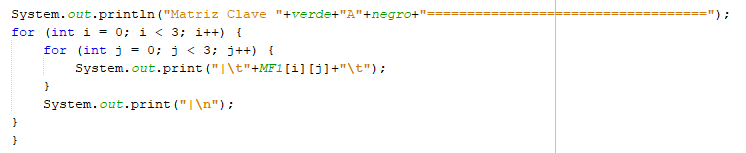 System.out.println("Matriz Clave "+verde+"A"+negro+"===================================");
for (int i = 0; i < 3; i++) {
for (int j = 0; j < 3; j++) {
System.out.print("|\t"+MF1[i][j]+"\t");
}
System.out.print("|\n");
}
}